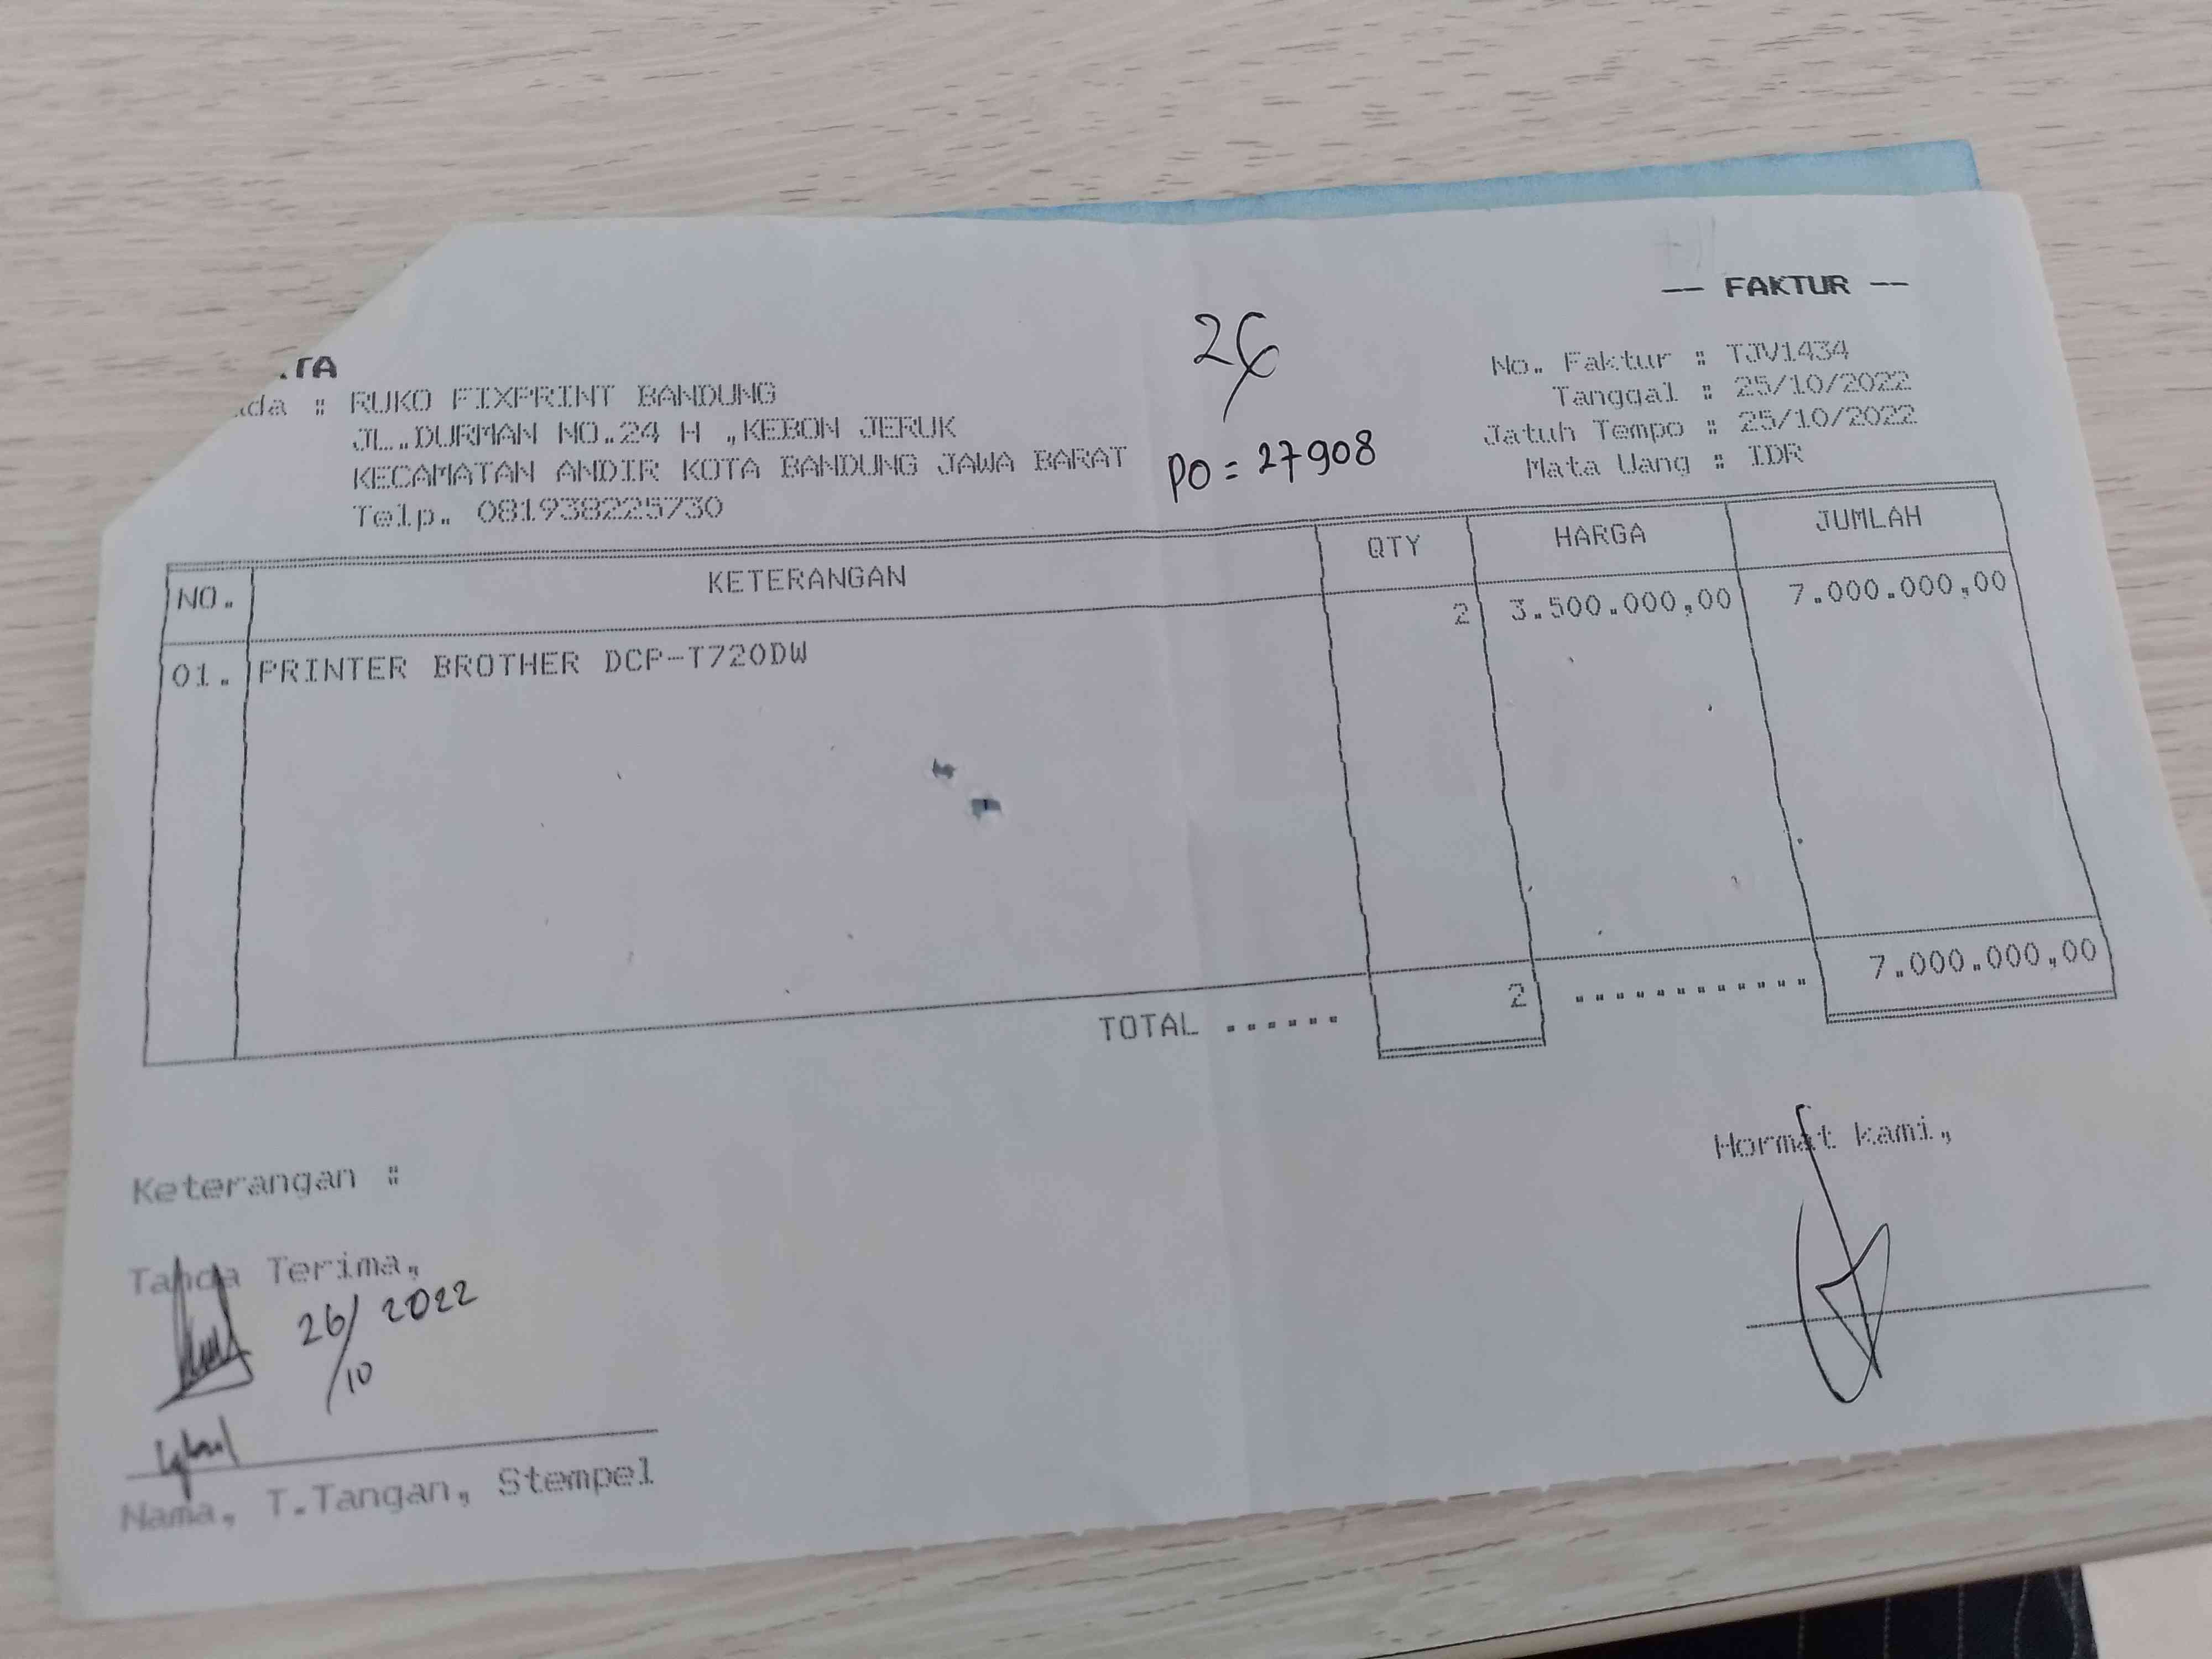 -- FAKTUR --
TA
ada : RUKO FIXPRINT BANDUNG
JL..DURMAN NO.24 H ,KEBON JERUK
KECAMATAN ANDIR KOTA BANDUNG JAWA BARAT
Telp. 081938225730
26
PO = 27908
No. Faktur : TJV1434
Tanggal : 25/10/2022
Jatuh Tempo : 25/10/2022
Mata Uang : IDR
NO. KETERANGAN QTY HARGA JUMLAH
01. PRINTER BROTHER DCP-T720DW 2 3.500.000,00 7.000.000,00
TOTAL ...... 2 ............ 7.000.000,00
Keterangan :
Tanda Terima,
26/10 2022
Iqbal
Nama, T.Tangan, Stempel
Hormat kami,